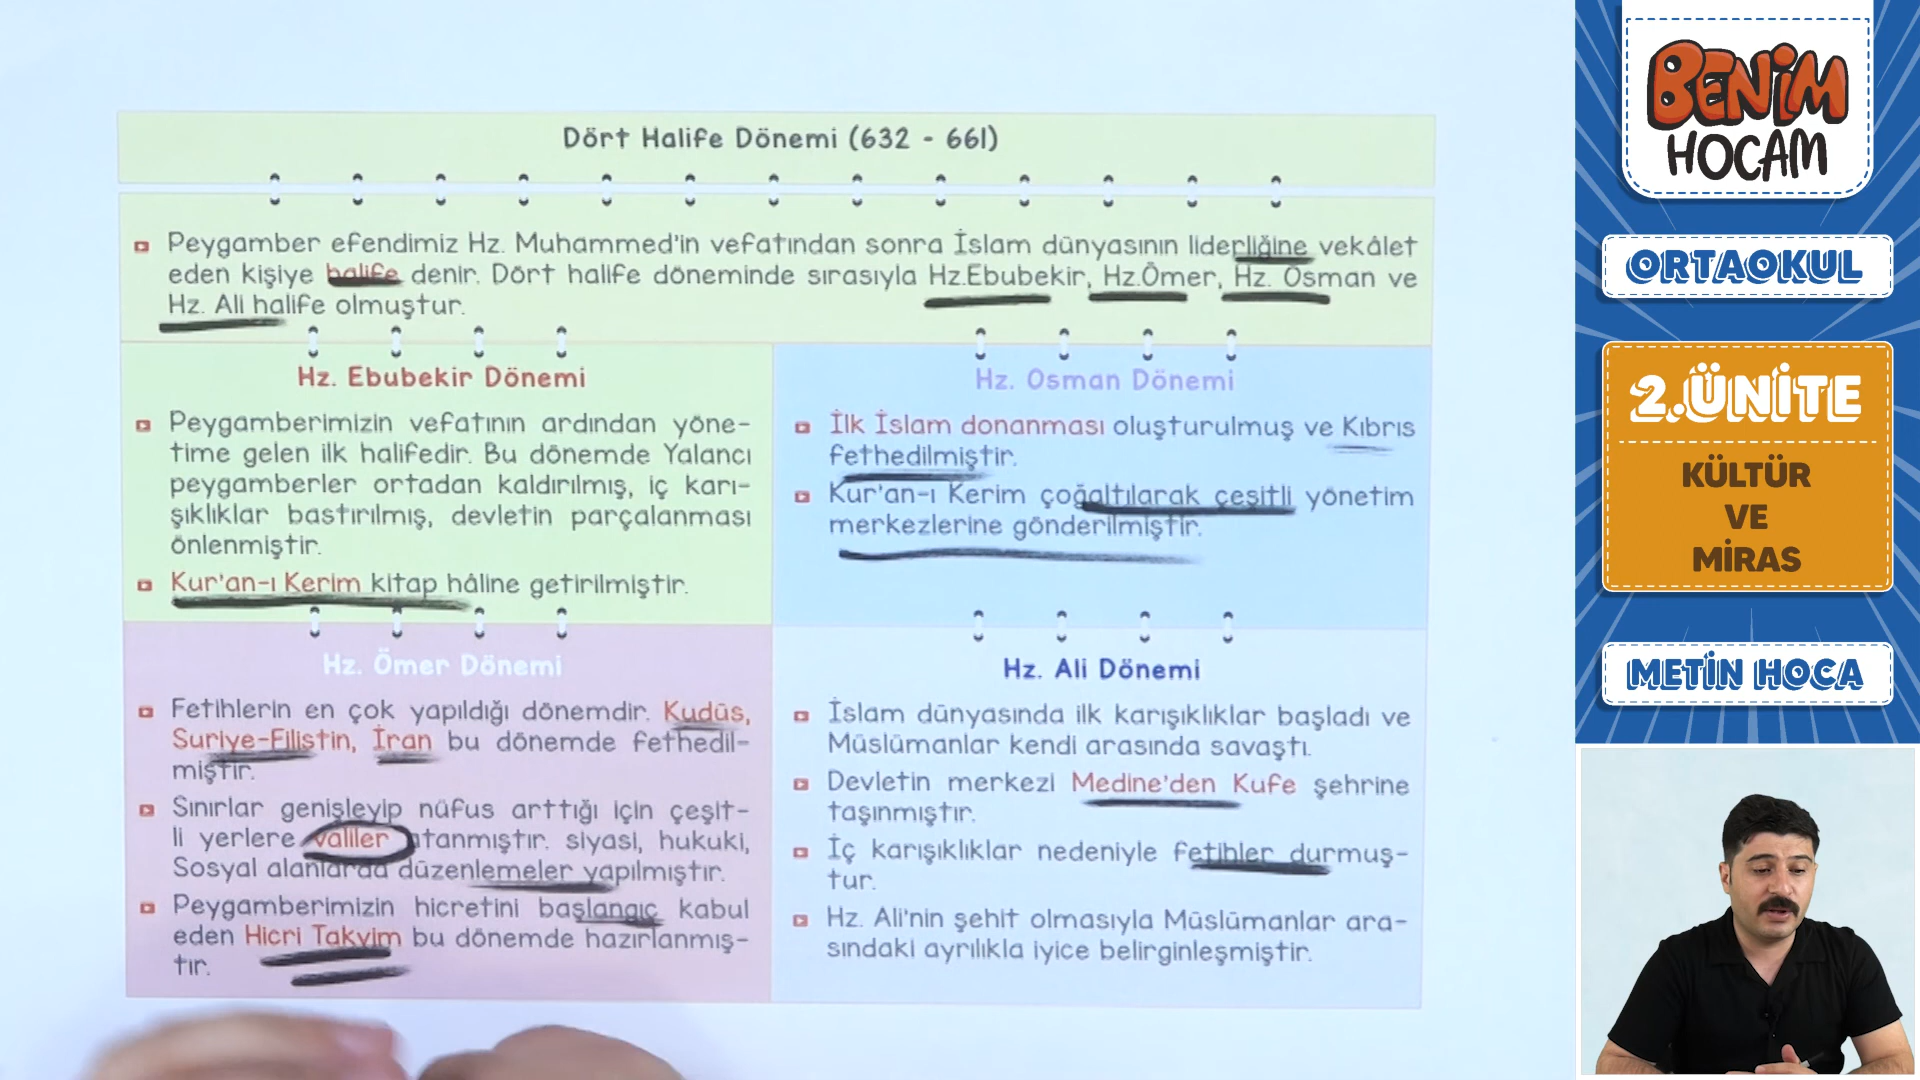 Dört Halife Dönemi (632 - 661)
Peygamber efendimiz Hz. Muhammed'in vefatından sonra İslam dünyasının liderliğine vekâlet
eden kişiye halife denir. Dört halife döneminde sırasıyla Hz.Ebubekir, Hz.Ömer, Hz. Osman ve
Hz. Ali halife olmuştur.
Hz. Ebubekir Dönemi
Peygamberimizin vefatının ardından yöne-
time gelen ilk halifedir. Bu dönemde Yalancı
peygamberler ortadan kaldırılmış, iç karı-
şıklıklar bastırılmış, devletin parçalanması
önlenmiştir.
Kur'an-ı Kerim kitap hâline getirilmiştir.
Hz. Osman Dönemi
İlk İslam donanması oluşturulmuş ve Kıbrıs
fethedilmiştir.
Kur'an-ı Kerim çoğaltılarak çeşitli yönetim
merkezlerine gönderilmiştir.
Hz. Ömer Dönemi
Fetihlerin en çok yapıldığı dönemdir. Kudüs,
Suriye-Filistin, İran bu dönemde fethedil-
miştir.
Sınırlar genişleyip nüfus arttığı için çeşit-
li yerlere valiler atanmıştır. siyasi, hukuki,
Sosyal alanlarda düzenlemeler yapılmıştır.
Peygamberimizin hicretini başlangıç kabul
eden Hicri Takvim bu dönemde hazırlanmış-
tır.
Hz. Ali Dönemi
İslam dünyasında ilk karışıklıklar başladı ve
Müslümanlar kendi arasında savaştı.
Devletin merkezi Medine'den Kufe şehrine
taşınmıştır.
İç karışıklıklar nedeniyle fetihler durmuş-
tur.
Hz. Ali'nin şehit olmasıyla Müslümanlar ara-
sındaki ayrılıkla iyice belirginleşmiştir.
BENİM
HOCAM
ORTAOKUL
2.ÜNİTE
KÜLTÜR
VE
MİRAS
METİN HOCA